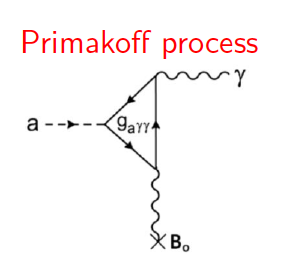 Primakoff process
γ
a
gaγγ
B₀